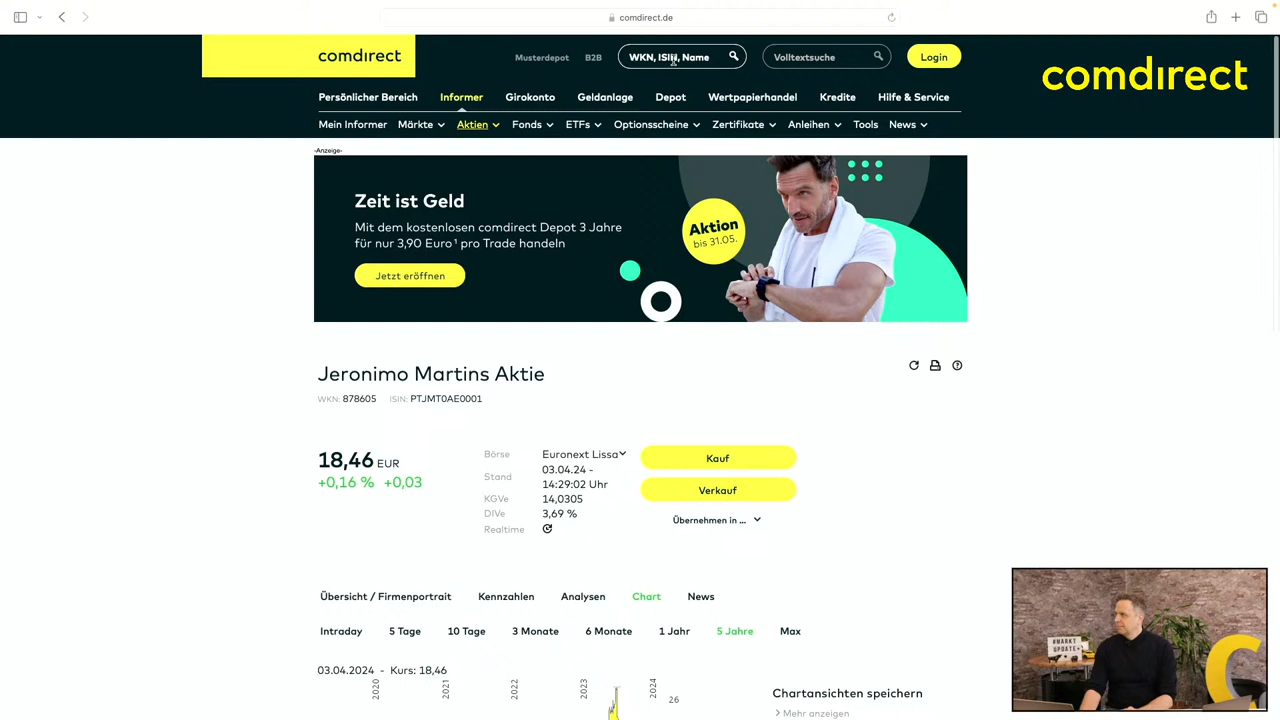 comdirect.de
comdirect
Musterdepot B2B WKN, ISIN, Name Volltextsuche Login
comdirect
Persönlicher Bereich Informer Girokonto Geldanlage Depot Wertpapierhandel Kredite Hilfe & Service
Mein Informer Märkte Aktien Fonds ETFs Optionsscheine Zertifikate Anleihen Tools News
-Anzeige-
Zeit ist Geld
Mit dem kostenlosen comdirect Depot 3 Jahre
für nur 3,90 Euro¹ pro Trade handeln
Jetzt eröffnen
Aktion
bis 31.05.
Jeronimo Martins Aktie
WKN: 878605 ISIN: PTJMT0AE0001
18,46 EUR
+0,16 % +0,03
Börse Euronext Lissa
Stand 03.04.24 -
14:29:02 Uhr
KGVe 14,0305
DIVe 3,69 %
Realtime
Kauf
Verkauf
Übernehmen in ...
Übersicht / Firmenportrait Kennzahlen Analysen Chart News
Intraday 5 Tage 10 Tage 3 Monate 6 Monate 1 Jahr 5 Jahre Max
03.04.2024 - Kurs: 18,46
2020 2021 2022 2023 2024
26
Chartansichten speichern
Mehr anzeigen
#MARKT
UPDATE